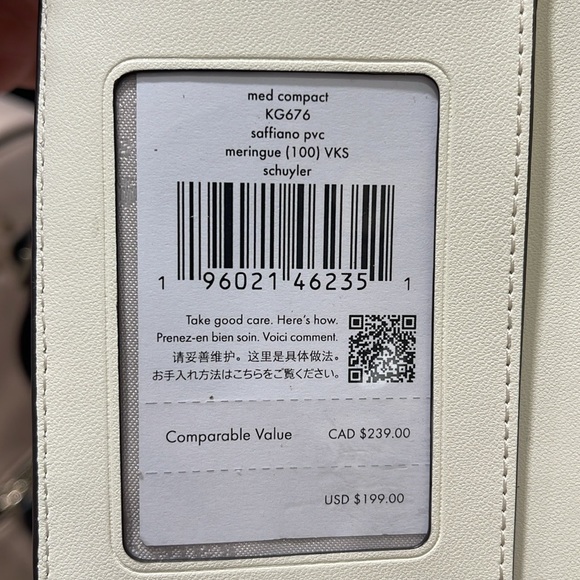 med compact
KG676
saffiano pvc
meringue (100) VKS
schuyler
1 96021 46235 1
Take good care. Here's how.
Prenez-en bien soin. Voici comment.
请妥善维护。这里是具体做法。
お手入れ方法はこちらをご覧ください。
Comparable Value CAD $239.00
USD $199.00